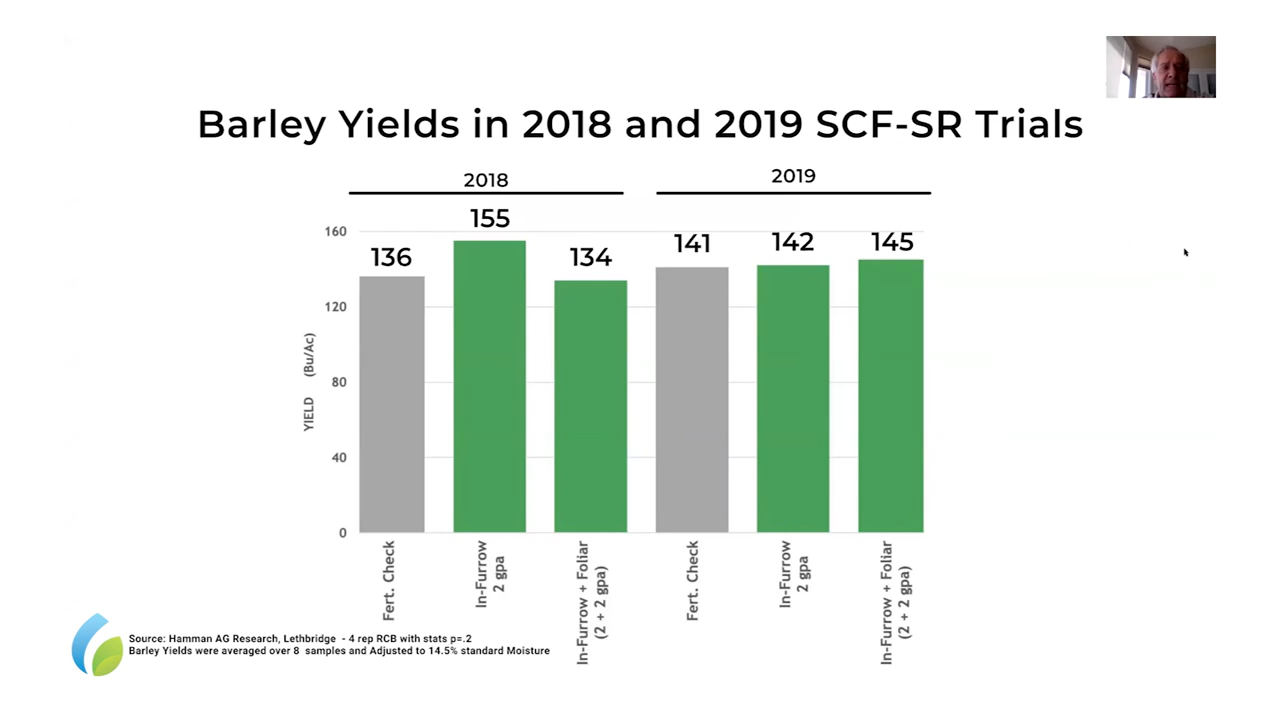 Barley Yields in 2018 and 2019 SCF-SR Trials
2018
2019
136
155
134
141
142
145
160
120
80
40
0
YIELD (Bu/Ac)
Fert. Check
In-Furrow
2 gpa
In-Furrow + Foliar
(2 + 2 gpa)
Fert. Check
In-Furrow
2 gpa
In-Furrow + Foliar
(2 + 2 gpa)
Source: Hamman AG Research, Lethbridge - 4 rep RCB with stats p=.2
Barley Yields were averaged over 8 samples and Adjusted to 14.5% standard Moisture